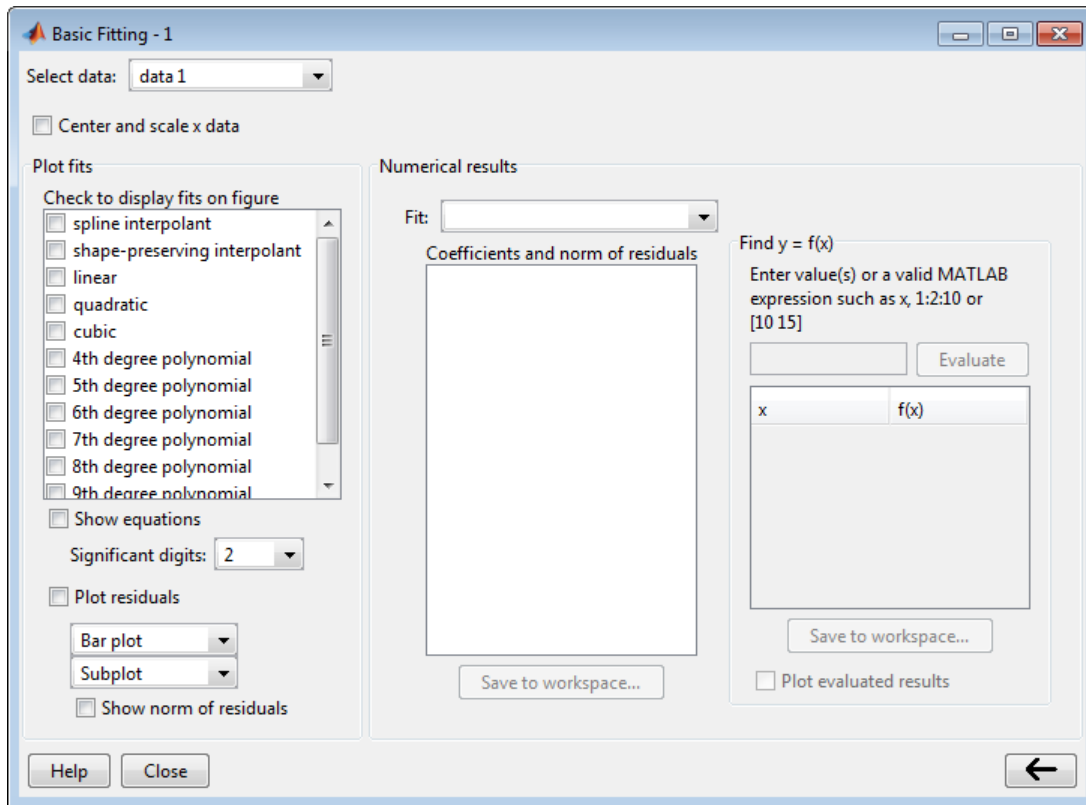 Basic Fitting - 1
Select data: data 1
Center and scale x data
Plot fits
Check to display fits on figure
spline interpolant
shape-preserving interpolant
linear
quadratic
cubic
4th degree polynomial
5th degree polynomial
6th degree polynomial
7th degree polynomial
8th degree polynomial
9th degree polynomial
Show equations
Significant digits: 2
Plot residuals
Bar plot
Subplot
Show norm of residuals
Numerical results
Fit:
Coefficients and norm of residuals
Save to workspace...
Find y = f(x)
Enter value(s) or a valid MATLAB
expression such as x, 1:2:10 or
[10 15]
Evaluate
x f(x)
Save to workspace...
Plot evaluated results
Help Close